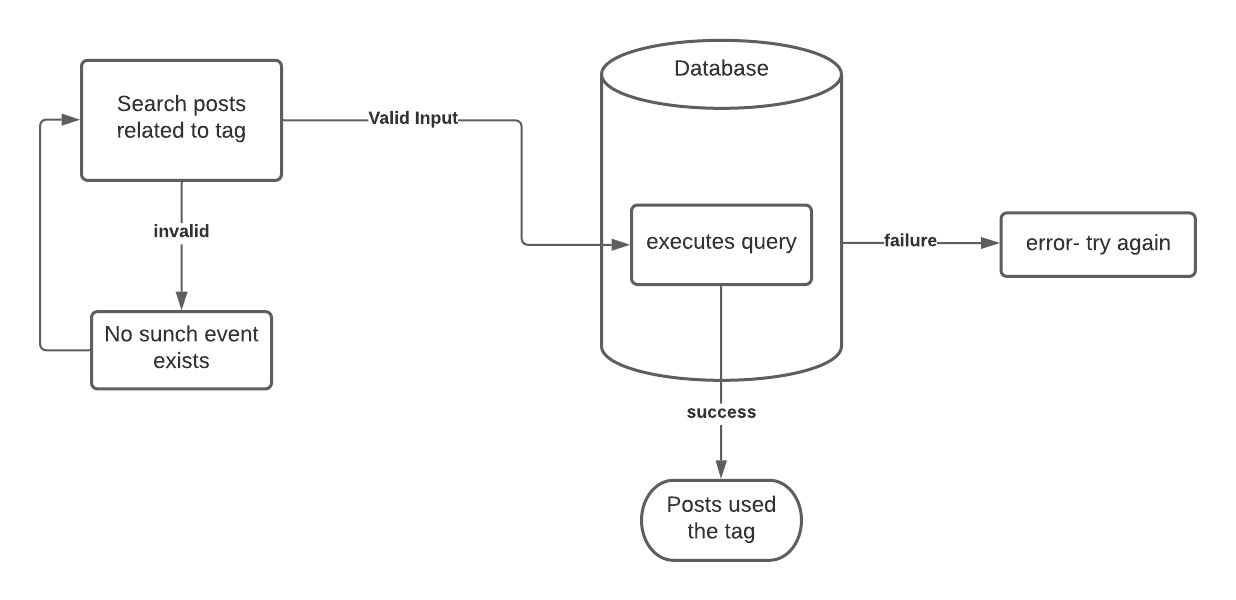 Search posts
related to tag
Valid Input
Database
invalid
executes query
failure
error- try again
No sunch event
exists
success
Posts used
the tag